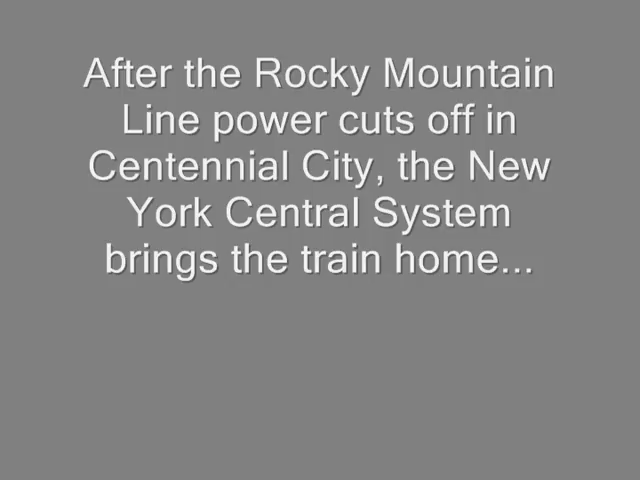 After the Rocky Mountain
Line power cuts off in
Centennial City, the New
York Central System
brings the train home...